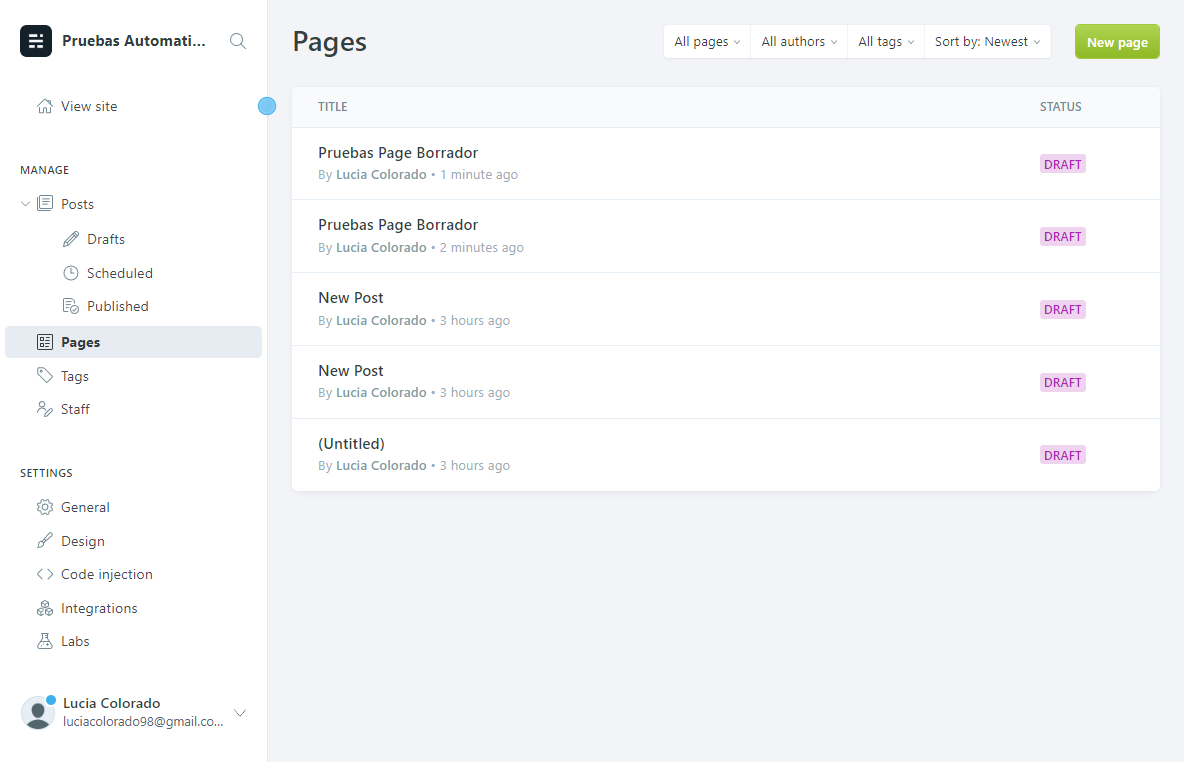 Pruebas Automati...
View site
MANAGE
Posts
Drafts
Scheduled
Published
Pages
Tags
Staff
SETTINGS
General
Design
Code injection
Integrations
Labs
Lucia Colorado
luciacolorado98@gmail.co...
Pages
All pages
All authors
All tags
Sort by: Newest
New page
TITLE STATUS
Pruebas Page Borrador
By Lucia Colorado • 1 minute ago
DRAFT
Pruebas Page Borrador
By Lucia Colorado • 2 minutes ago
DRAFT
New Post
By Lucia Colorado • 3 hours ago
DRAFT
New Post
By Lucia Colorado • 3 hours ago
DRAFT
(Untitled)
By Lucia Colorado • 3 hours ago
DRAFT